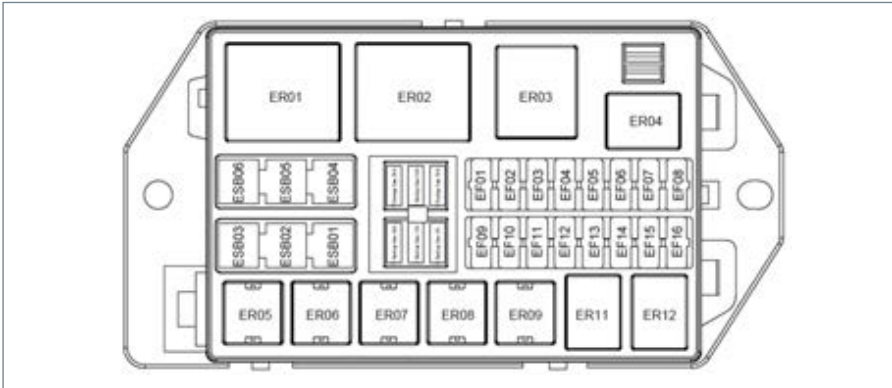 ER01 ER02 ER03
ER04
ESB06 ESB05 ESB04 EF01 EF02 EF03 EF04 EF05 EF06 EF07 EF08
ESB03 ESB02 ESB01 EF09 EF10 EF11 EF12 EF13 EF14 EF15 EF16
ER05 ER06 ER07 ER08 ER09 ER11 ER12